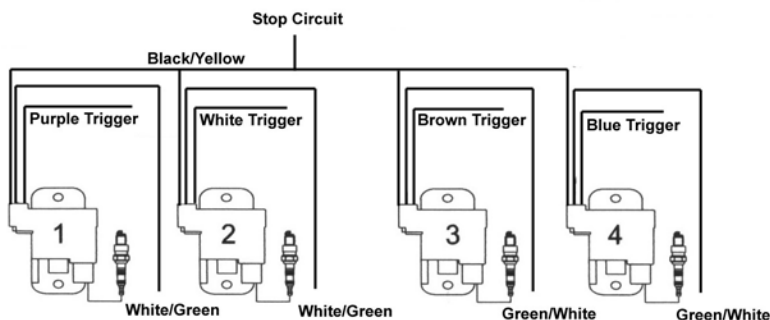 Stop Circuit
Black/Yellow
Purple Trigger
White Trigger
Brown Trigger
Blue Trigger
1
2
3
4
White/Green
White/Green
Green/White
Green/White